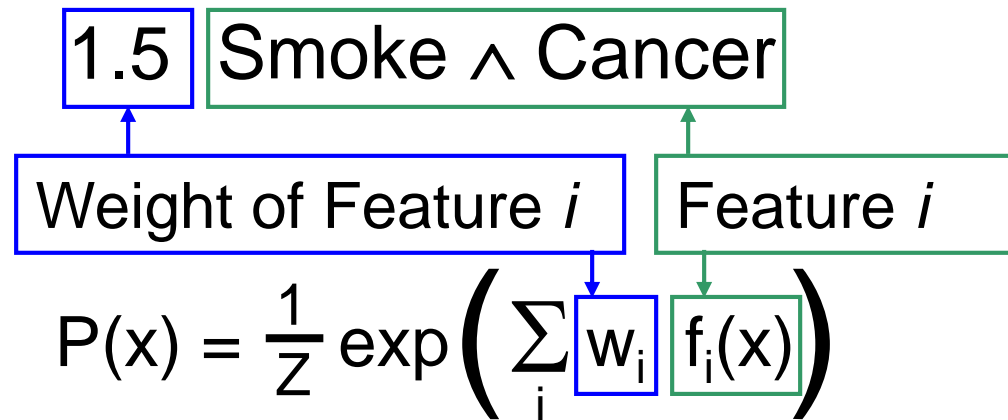 1.5 Smoke ∧ Cancer
Weight of Feature i Feature i
P(x) = 1/Z exp(∑i wi fi(x))